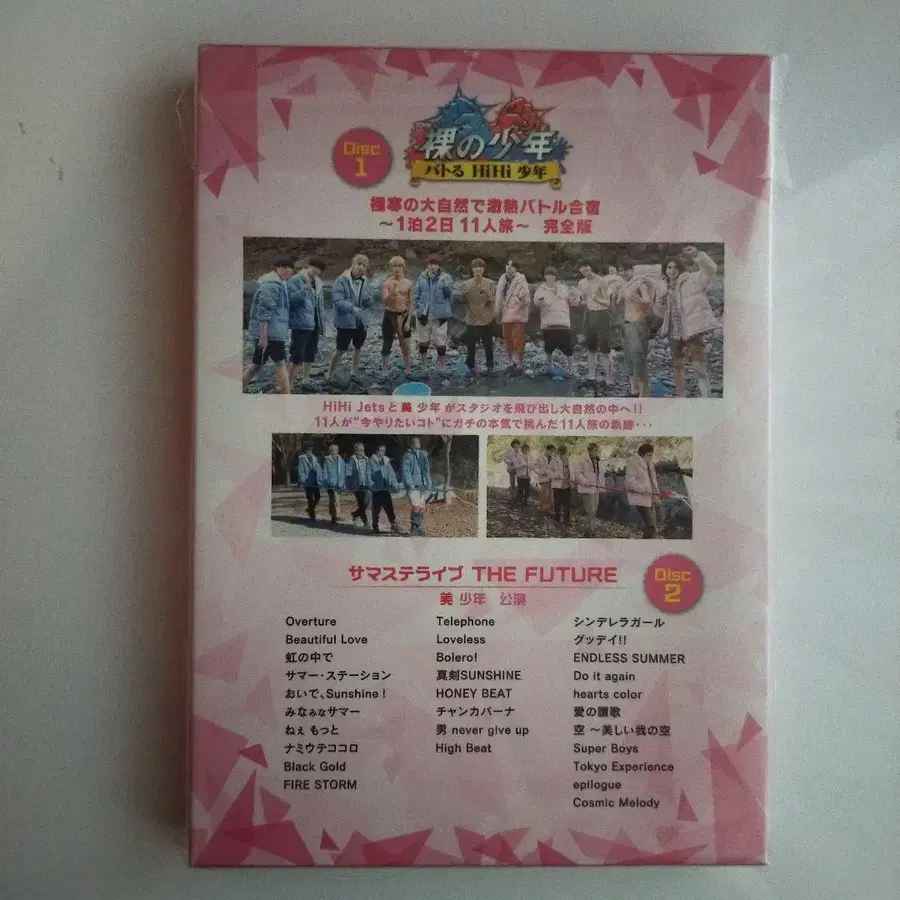 Disc
1
裸の少年
バトる HiHi 少年
極寒の大自然で激熱バトル合宿
～1泊2日 11人旅～ 完全版
HiHi Jetsと美 少年 がスタジオを飛び出し大自然の中へ!!
11人が"今やりたいコト"にガチの本気で挑んだ11人旅の軌跡･･･
サマステライブ THE FUTURE
美 少年 公演
Disc
2
Overture
Beautiful Love
虹の中で
サマー・ステーション
おいで、Sunshine!
みなみなサマー
ねぇ もっと
ナミウテココロ
Black Gold
FIRE STORM
Telephone
Loveless
Bolero!
真剣SUNSHINE
HONEY BEAT
チャンカパーナ
男 never give up
High Beat
シンデレラガール
グッデイ!!
ENDLESS SUMMER
Do it again
hearts color
愛の讃歌
空 ～美しい我の空
Super Boys
Tokyo Experience
epilogue
Cosmic Melody